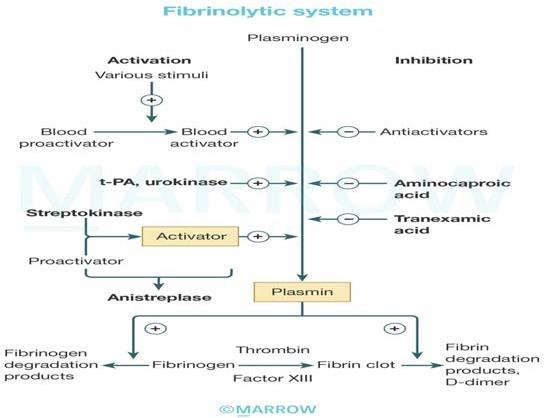 Fibrinolytic system
Plasminogen
Activation
Inhibition
Various stimuli
+
Blood
proactivator
Blood
activator
+
−
Antiactivators
MARROW
t-PA, urokinase
+
−
Aminocaproic
acid
Streptokinase
−
Tranexamic
acid
Activator
+
Proactivator
Anistreplase
Plasmin
+
+
Fibrinogen
degradation
products
Fibrinogen
Thrombin
Factor XIII
Fibrin clot
Fibrin
degradation
products,
D-dimer
©MARROW